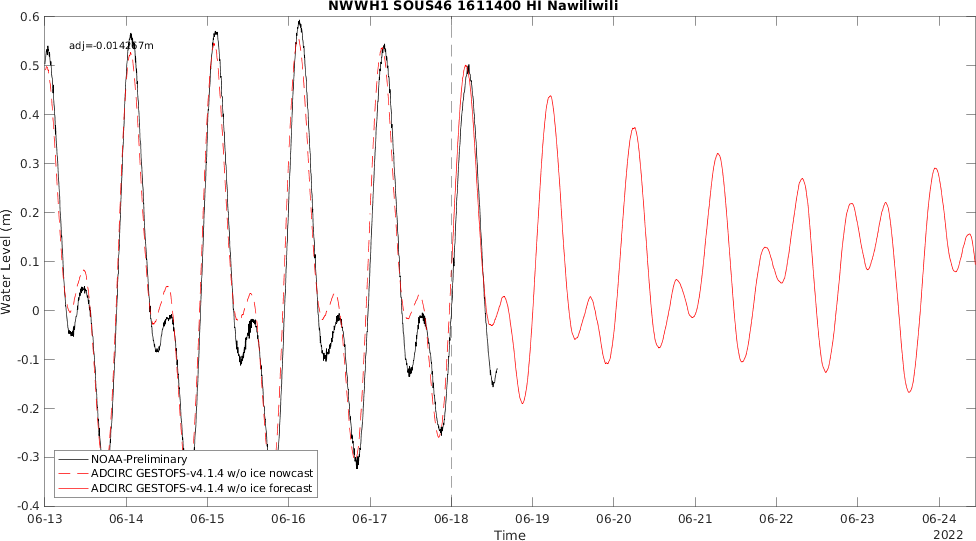 NWWH1 SOUS46 1611400 HI Nawiliwili
adj=-0.014267m
Water Level (m)
0.6
0.5
0.4
0.3
0.2
0.1
0
-0.1
-0.2
-0.3
-0.4
NOAA-Preliminary
ADCIRC GESTOFS-v4.1.4 w/o ice nowcast
ADCIRC GESTOFS-v4.1.4 w/o ice forecast
06-13 06-14 06-15 06-16 06-17 06-18 06-19 06-20 06-21 06-22 06-23 06-24
Time
2022